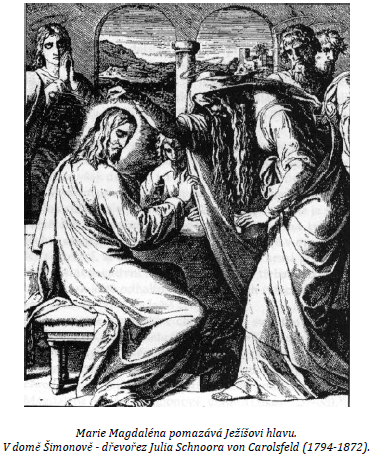 Marie Magdaléna pomazává Ježíšovi hlavu.
V domě Šimonově - dřevořez Julia Schnoora von Carolsfeld (1794-1872).